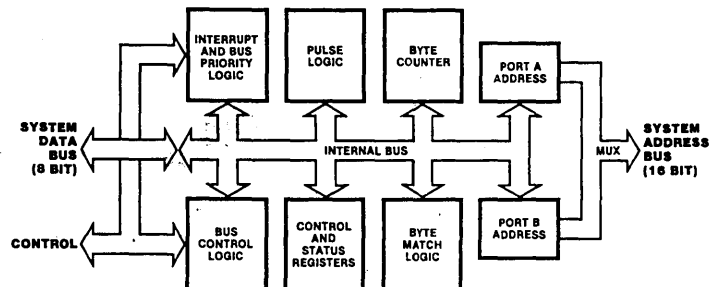 INTERRUPT
AND BUS
PRIORITY
LOGIC
PULSE
LOGIC
BYTE
COUNTER
PORT A
ADDRESS
SYSTEM
DATA
BUS
(8 BIT)
INTERNAL BUS
MUX
SYSTEM
ADDRESS
BUS
(16 BIT)
CONTROL
BUS
CONTROL
LOGIC
CONTROL
AND
STATUS
REGISTERS
BYTE
MATCH
LOGIC
PORT B
ADDRESS